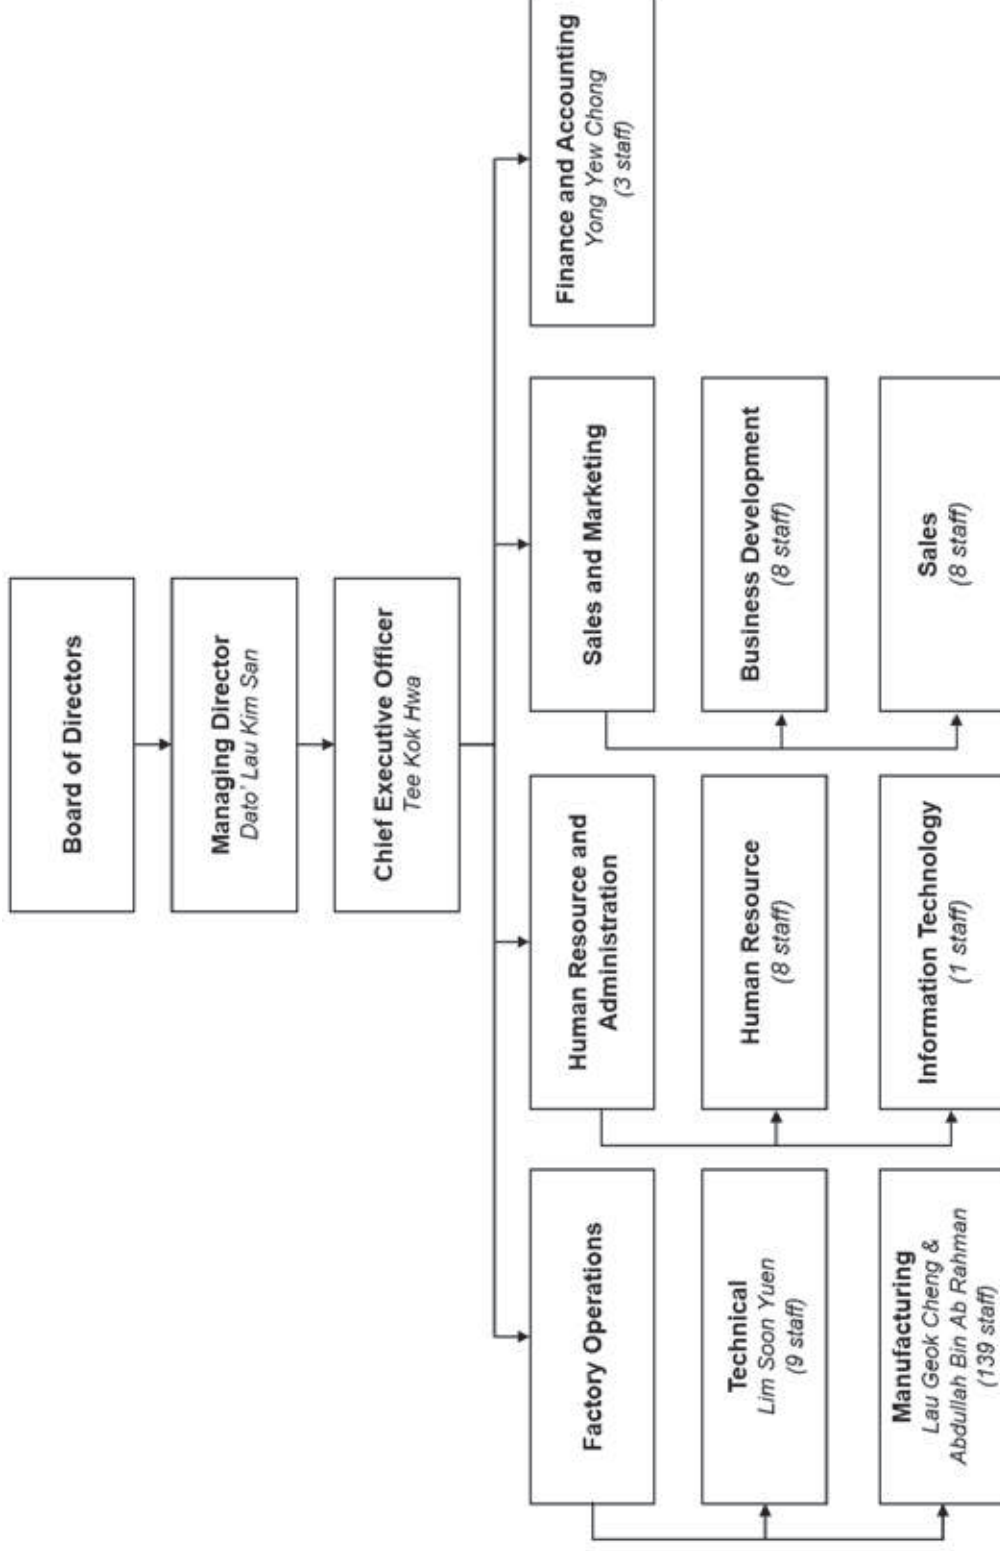 Board of Directors
Managing Director
Dato' Lau Kim San
Chief Executive Officer
Tee Kok Hwa
Factory Operations
Human Resource and
Administration
Sales and Marketing
Finance and Accounting
Yong Yew Chong
(3 staff)
Technical
Lim Soon Yuen
(9 staff)
Human Resource
(8 staff)
Business Development
(8 staff)
Manufacturing
Lau Geok Cheng &
Abdullah Bin Ab Rahman
(139 staff)
Information Technology
(1 staff)
Sales
(8 staff)